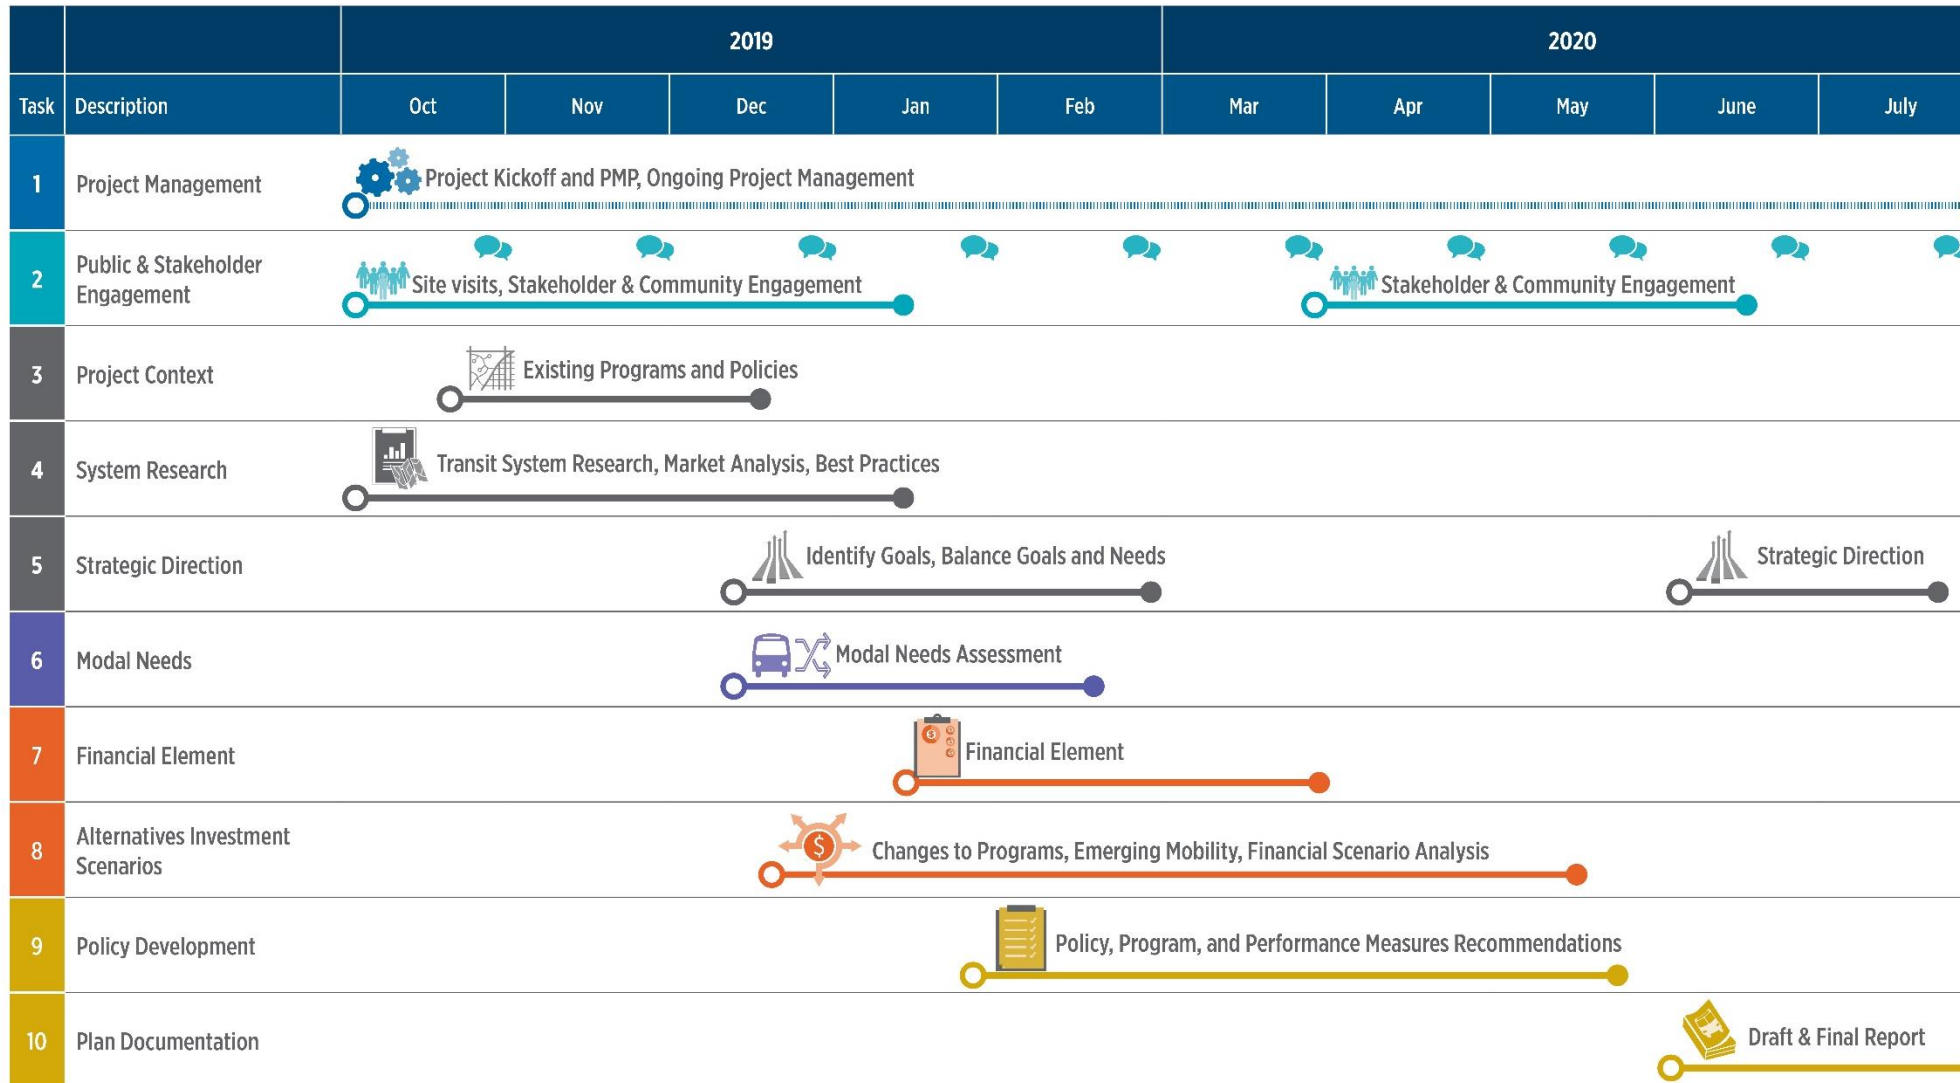 2019 2020
Task Description Oct Nov Dec Jan Feb Mar Apr May June July
1 Project Management Project Kickoff and PMP, Ongoing Project Management
2 Public & Stakeholder
Engagement Site visits, Stakeholder & Community Engagement Stakeholder & Community Engagement
3 Project Context Existing Programs and Policies
4 System Research Transit System Research, Market Analysis, Best Practices
5 Strategic Direction Identify Goals, Balance Goals and Needs Strategic Direction
6 Modal Needs Modal Needs Assessment
7 Financial Element Financial Element
8 Alternatives Investment
Scenarios $ Changes to Programs, Emerging Mobility, Financial Scenario Analysis
9 Policy Development Policy, Program, and Performance Measures Recommendations
10 Plan Documentation Draft & Final Report